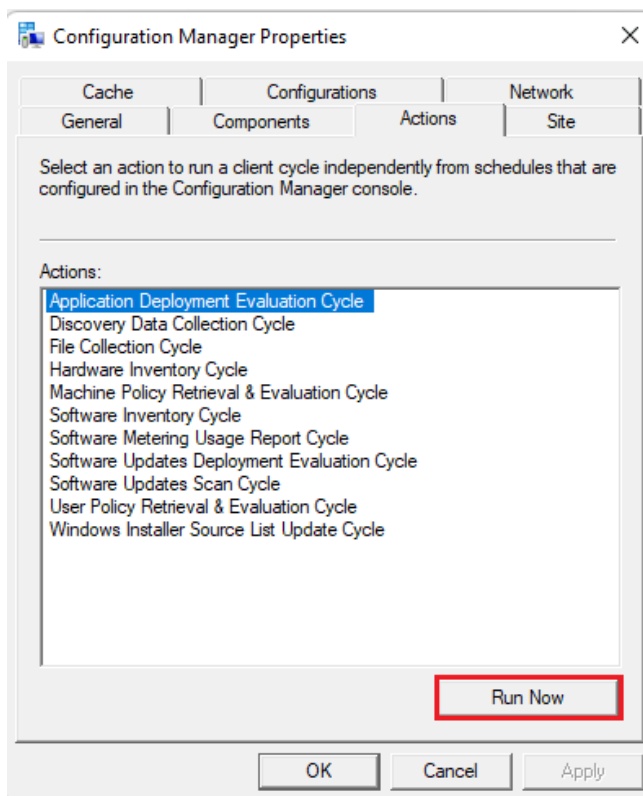 Configuration Manager Properties
Cache Configurations Network
General Components Actions Site
Select an action to run a client cycle independently from schedules that are
configured in the Configuration Manager console.
Actions:
Application Deployment Evaluation Cycle
Discovery Data Collection Cycle
File Collection Cycle
Hardware Inventory Cycle
Machine Policy Retrieval & Evaluation Cycle
Software Inventory Cycle
Software Metering Usage Report Cycle
Software Updates Deployment Evaluation Cycle
Software Updates Scan Cycle
User Policy Retrieval & Evaluation Cycle
Windows Installer Source List Update Cycle
Run Now
OK Cancel Apply